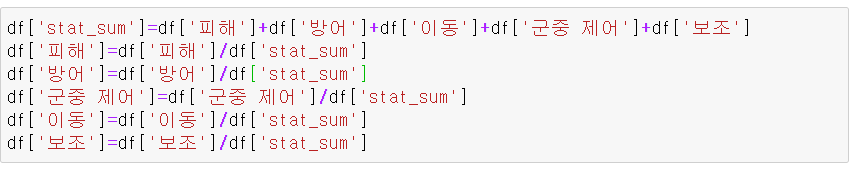 df['stat_sum']=df['피해']+df['방어']+df['이동']+df['군중 제어']+df['보조']
df['피해']=df['피해']/df['stat_sum']
df['방어']=df['방어']/df['stat_sum']
df['군중 제어']=df['군중 제어']/df['stat_sum']
df['이동']=df['이동']/df['stat_sum']
df['보조']=df['보조']/df['stat_sum']